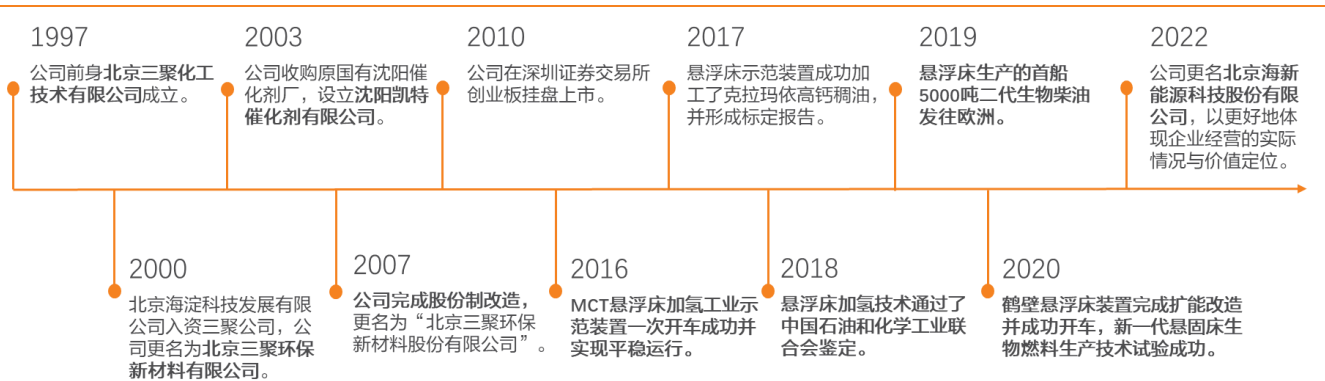 1997
公司前身北京三聚化工
技术有限公司成立。
2003
公司收购原国有沈阳催
化剂厂，设立沈阳凯特
催化剂有限公司。
2010
公司在深圳证券交易所
创业板挂盘上市。
2017
悬浮床示范装置成功加
工了克拉玛依高钙稠油，
并形成标定报告。
2019
悬浮床生产的首船
5000吨二代生物柴油
发往欧洲。
2022
公司更名北京海新
能源科技股份有限
公司，以更好地体
现企业经营的实际
情况与价值定位。
2000
北京海淀科技发展有限
公司入资三聚公司，公
司更名为北京三聚环保
新材料有限公司。
2007
公司完成股份制改造，
更名为“北京三聚环保
新材料股份有限公司”。
2016
MCT悬浮床加氢工业示
范装置一次开车成功并
实现平稳运行。
2018
悬浮床加氢技术通过了
中国石油和化学工业联
合会鉴定。
2020
鹤壁悬浮床装置完成扩能改造
并成功开车，新一代悬固床生
物燃料生产技术试验成功。